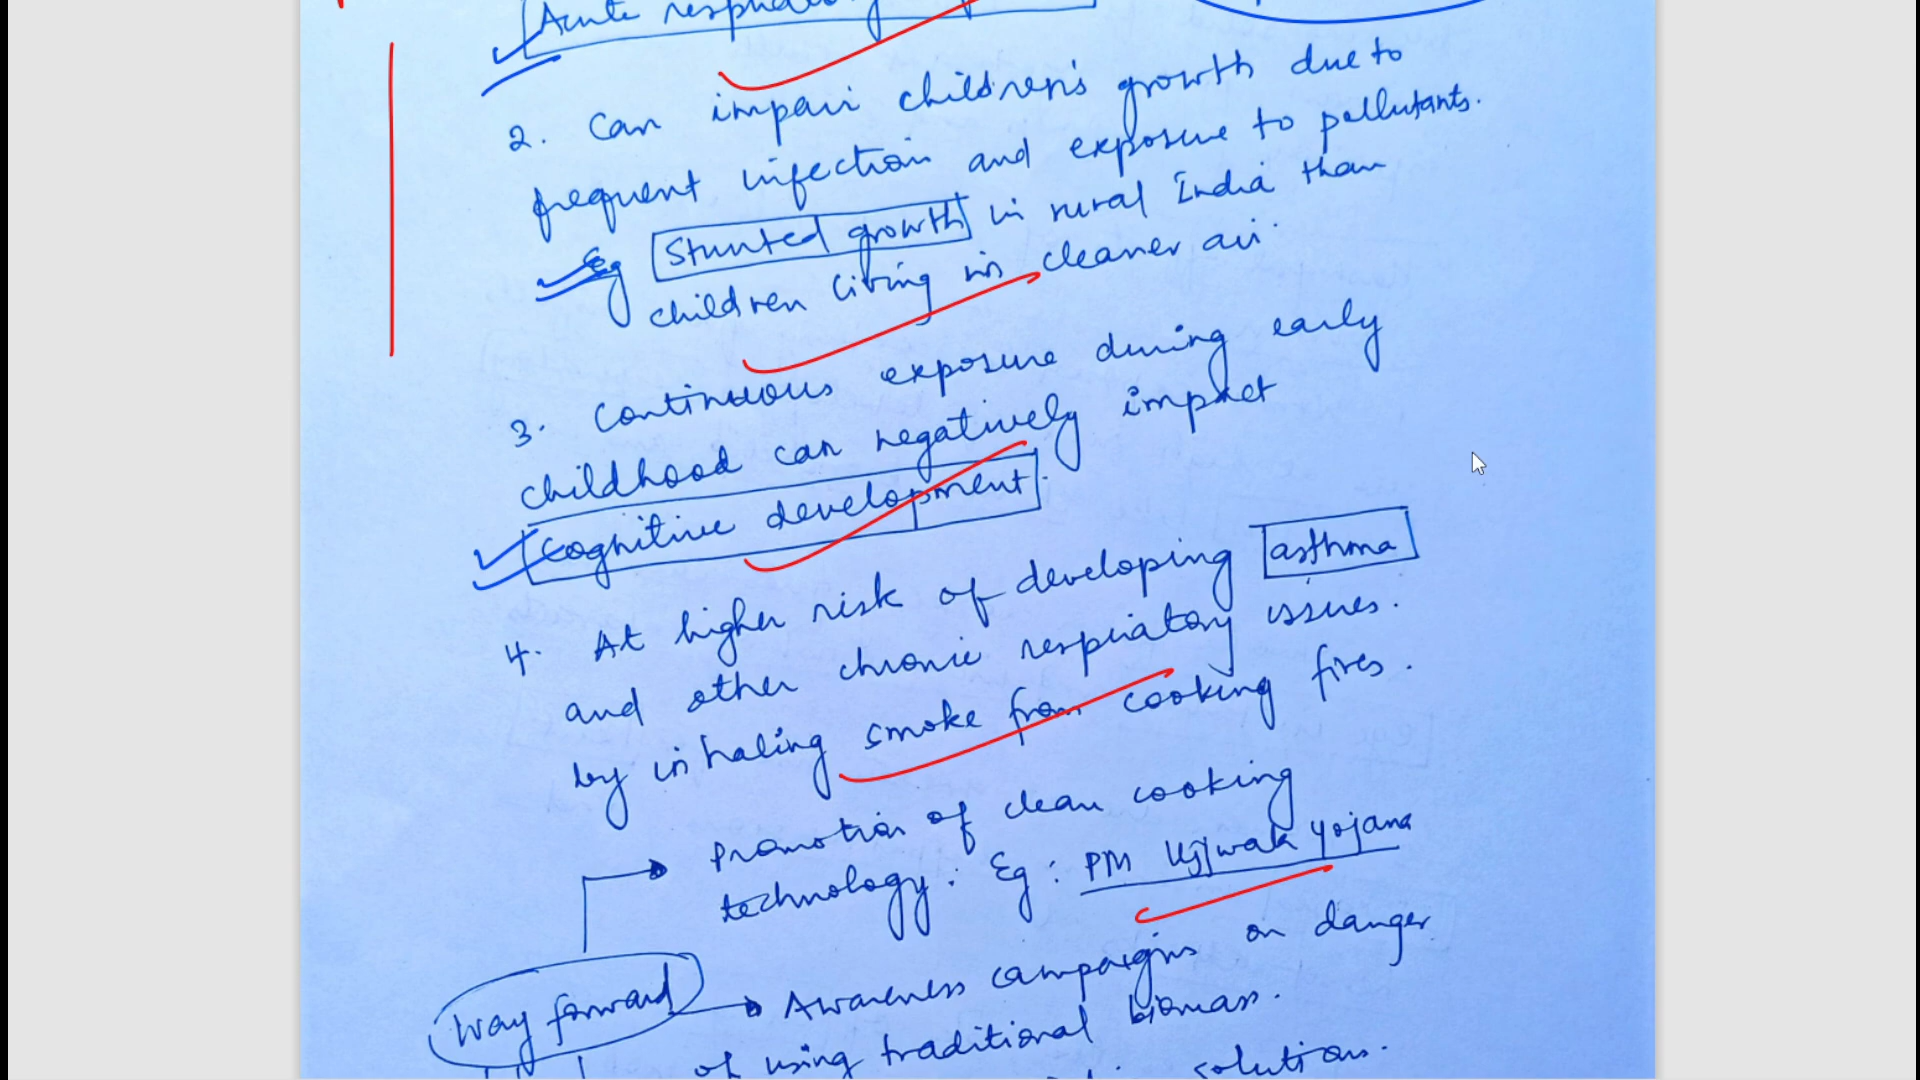 Acute respiratory
2. Can impair children's growth due to
frequent infection and exposure to pollutants.
Eg Stunted growth in rural India than
children living in cleaner air.
3. Continuous exposure during early
childhood can negatively impact
cognitive development.
4. At higher risk of developing asthma
and other chronic respiratory issues.
by inhaling smoke from cooking fires.
Promotion of clean cooking
technology: Eg: PM Ujjwala Yojana
Way forward
Awareness campaigns on danger
of using traditional biomass.
solutions.